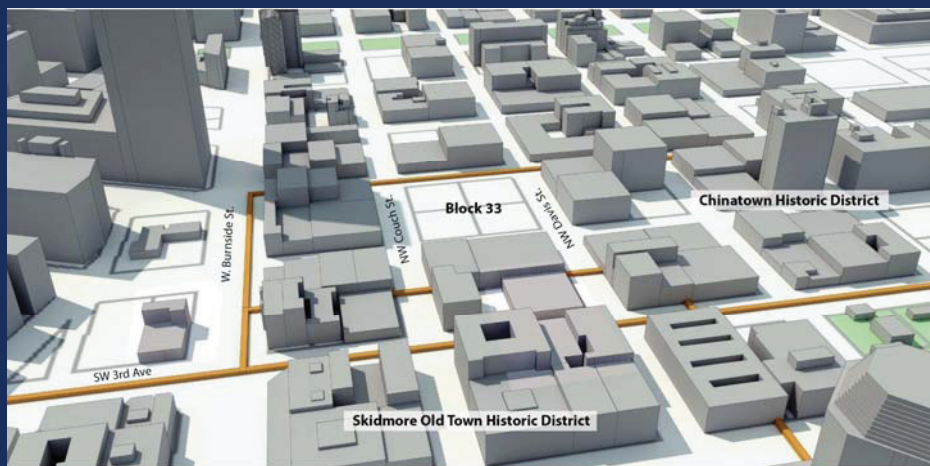 Block 33
NW Davis St.
Chinatown Historic District
NW Couch St.
W. Burnside St.
SW 3rd Ave
Skidmore Old Town Historic District